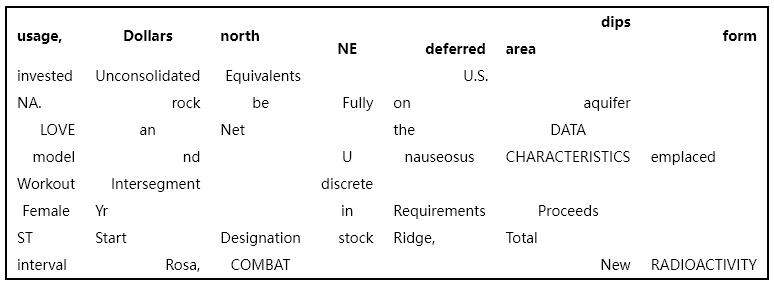 usage, Dollars north NE deferred dips area form
invested Unconsolidated Equivalents U.S.
NA. rock be Fully on aquifer
LOVE an Net the DATA
model nd U nauseosus CHARACTERISTICS emplaced
Workout Intersegment discrete
Female Yr in Requirements Proceeds
ST Start Designation stock Ridge, Total
interval Rosa, COMBAT New RADIOACTIVITY